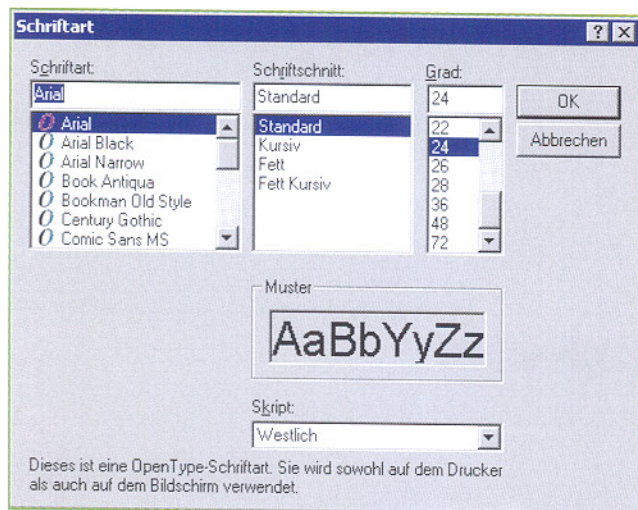 Schriftart
Schriftart:
Arial
Arial
Arial Black
Arial Narrow
Book Antiqua
Bookman Old Style
Century Gothic
Comic Sans MS
Schriftschnitt:
Standard
Standard
Kursiv
Fett
Fett Kursiv
Grad:
24
22
24
26
28
36
48
72
OK
Abbrechen
Muster
AaBbYyZz
Skript:
Westlich
Dieses ist eine OpenType-Schriftart. Sie wird sowohl auf dem Drucker
als auch auf dem Bildschirm verwendet.